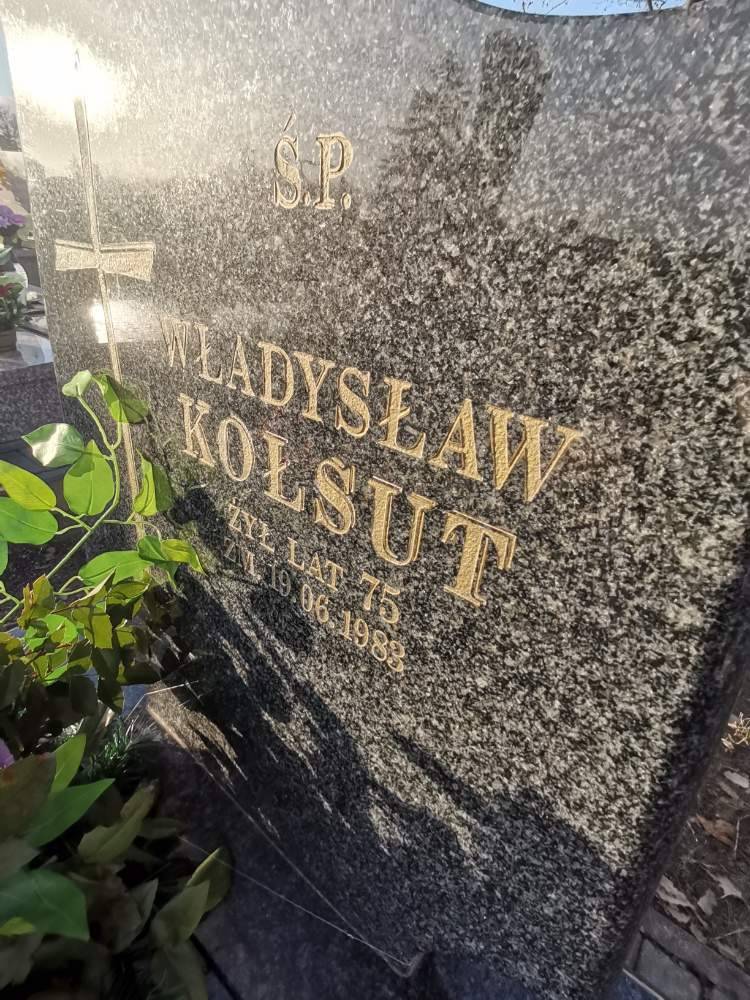 Ś.P.
WŁADYSŁAW
KOŁSUT
ŻYŁ LAT 75
ZM. 19.06.1983